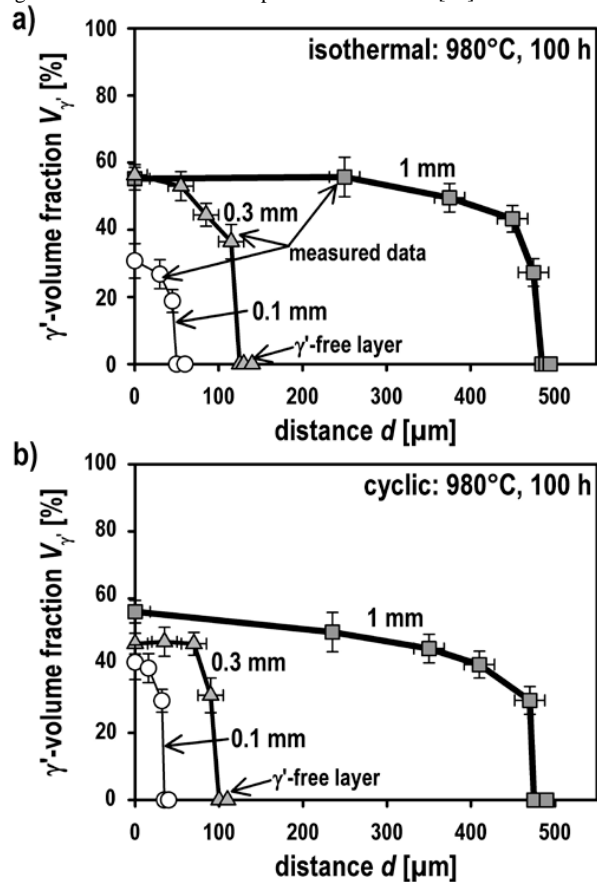 a)
isothermal: 980°C, 100 h
γ'-volume fraction Vγ' [%]
100
80
60
40
20
0
1 mm
0.3 mm
measured data
0.1 mm
γ'-free layer
0 100 200 300 400 500
distance d [µm]
b)
cyclic: 980°C, 100 h
γ'-volume fraction Vγ' [%]
100
80
60
40
20
0
1 mm
0.3 mm
0.1 mm
γ'-free layer
0 100 200 300 400 500
distance d [µm]